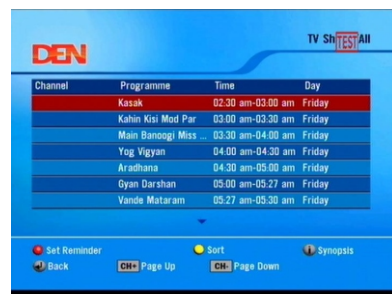 TV Sh TEST All
DEN
Channel Programme Time Day
Kasak 02:30 am-03:00 am Friday
Kahin Kisi Mod Par 03:00 am-03:30 am Friday
Main Banoogi Miss ... 03:30 am-04:00 am Friday
Yog Vigyan 04:00 am-04:30 am Friday
Aradhana 04:30 am-05:00 am Friday
Gyan Darshan 05:00 am-05:27 am Friday
Vande Mataram 05:27 am-05:30 am Friday
Set Reminder Sort i Synopsis
Back CH+ Page Up CH- Page Down